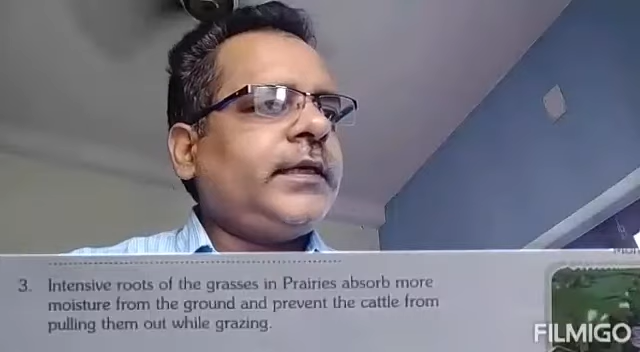 3. Intensive roots of the grasses in Prairies absorb more
moisture from the ground and prevent the cattle from
pulling them out while grazing.
FILMIGO